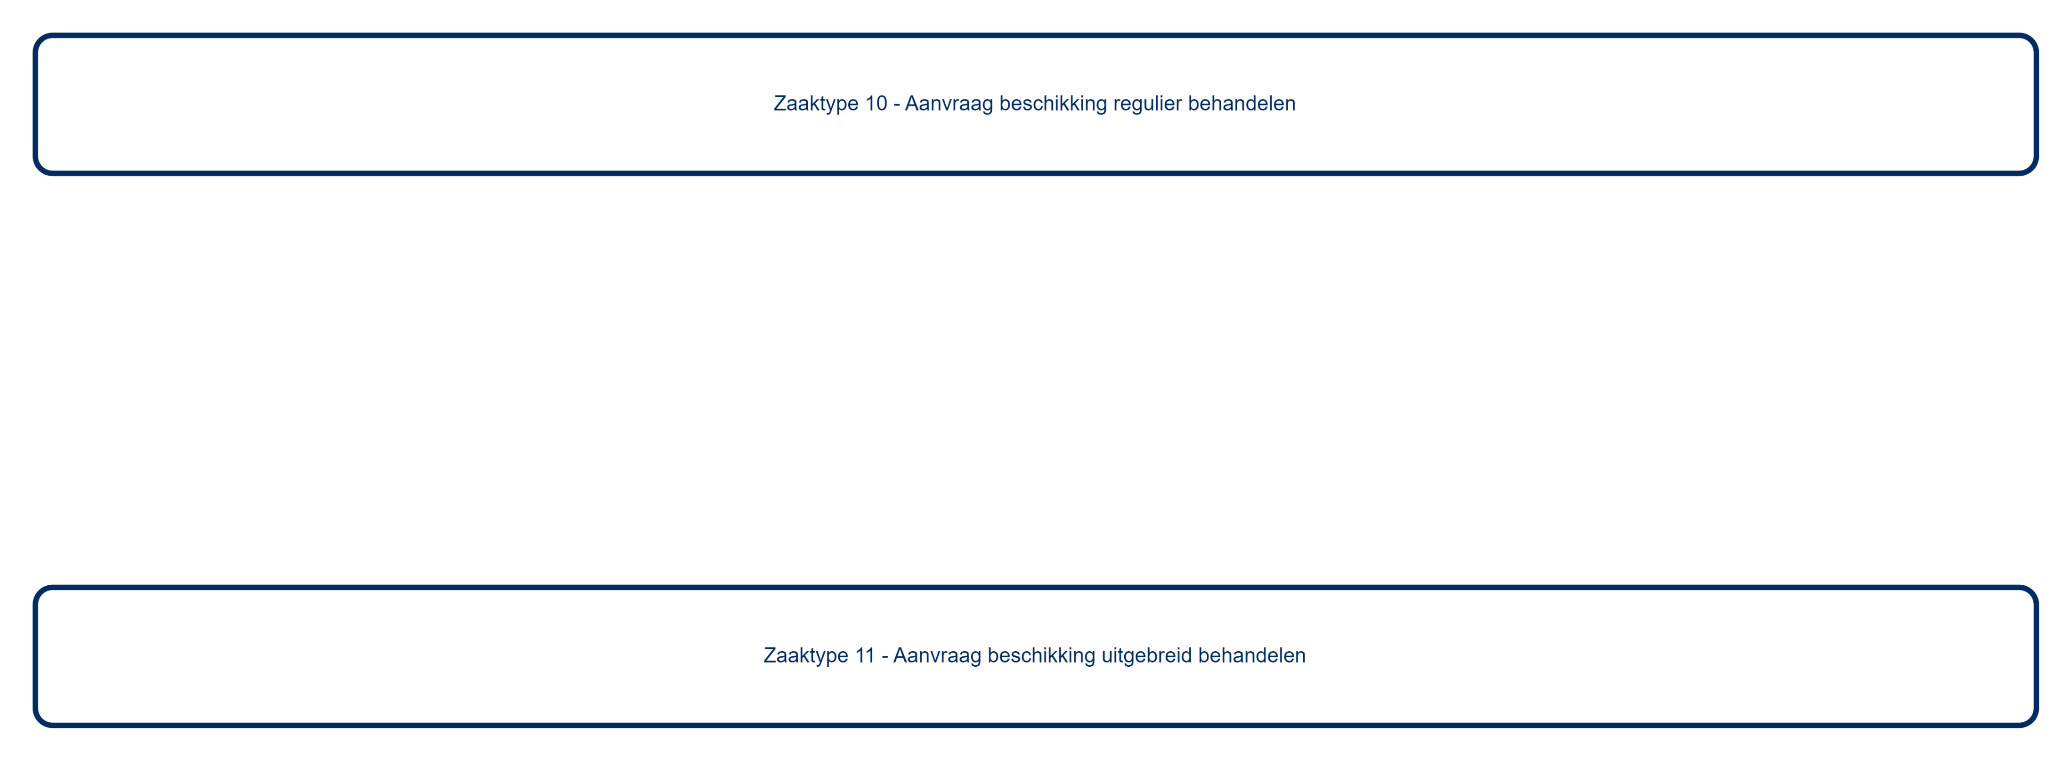 Zaaktype 10 - Aanvraag beschikking regulier behandelen
Zaaktype 11 - Aanvraag beschikking uitgebreid behandelen